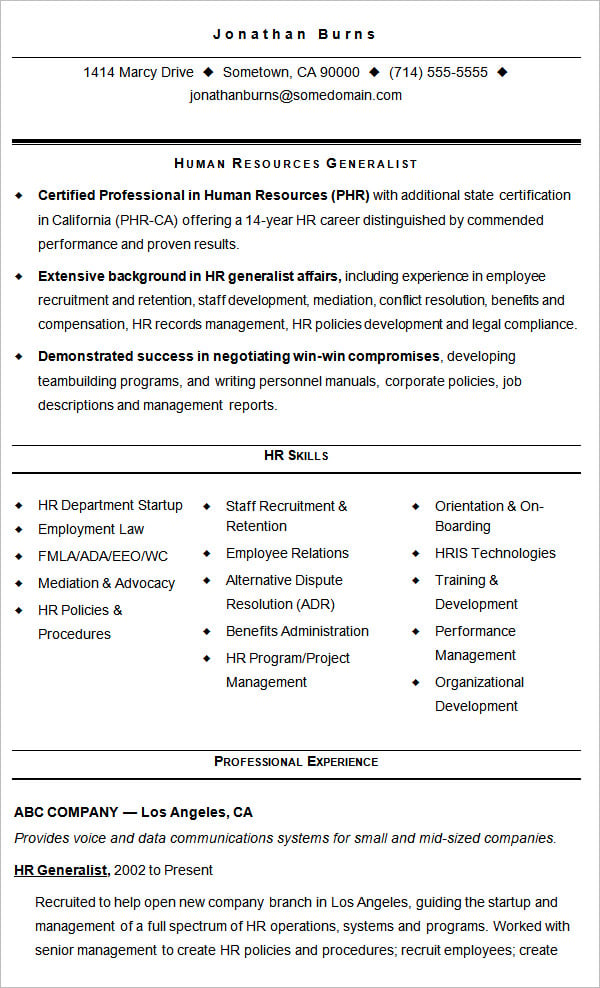 Jonathan Burns
1414 Marcy Drive ◆ Sometown, CA 90000 ◆ (714) 555-5555 ◆
jonathanburns@somedomain.com
HUMAN RESOURCES GENERALIST
◆ Certified Professional in Human Resources (PHR) with additional state certification
in California (PHR-CA) offering a 14-year HR career distinguished by commended
performance and proven results.
◆ Extensive background in HR generalist affairs, including experience in employee
recruitment and retention, staff development, mediation, conflict resolution, benefits and
compensation, HR records management, HR policies development and legal compliance.
◆ Demonstrated success in negotiating win-win compromises, developing
teambuilding programs, and writing personnel manuals, corporate policies, job
descriptions and management reports.
HR SKILLS
◆ HR Department Startup
◆ Employment Law
◆ FMLA/ADA/EEO/WC
◆ Mediation & Advocacy
◆ HR Policies &
Procedures
◆ Staff Recruitment &
Retention
◆ Employee Relations
◆ Alternative Dispute
Resolution (ADR)
◆ Benefits Administration
◆ HR Program/Project
Management
◆ Orientation & On-
Boarding
◆ HRIS Technologies
◆ Training &
Development
◆ Performance
Management
◆ Organizational
Development
PROFESSIONAL EXPERIENCE
ABC COMPANY — Los Angeles, CA
Provides voice and data communications systems for small and mid-sized companies.
HR Generalist, 2002 to Present
Recruited to help open new company branch in Los Angeles, guiding the startup and
management of a full spectrum of HR operations, systems and programs. Worked with
senior management to create HR policies and procedures; recruit employees; create